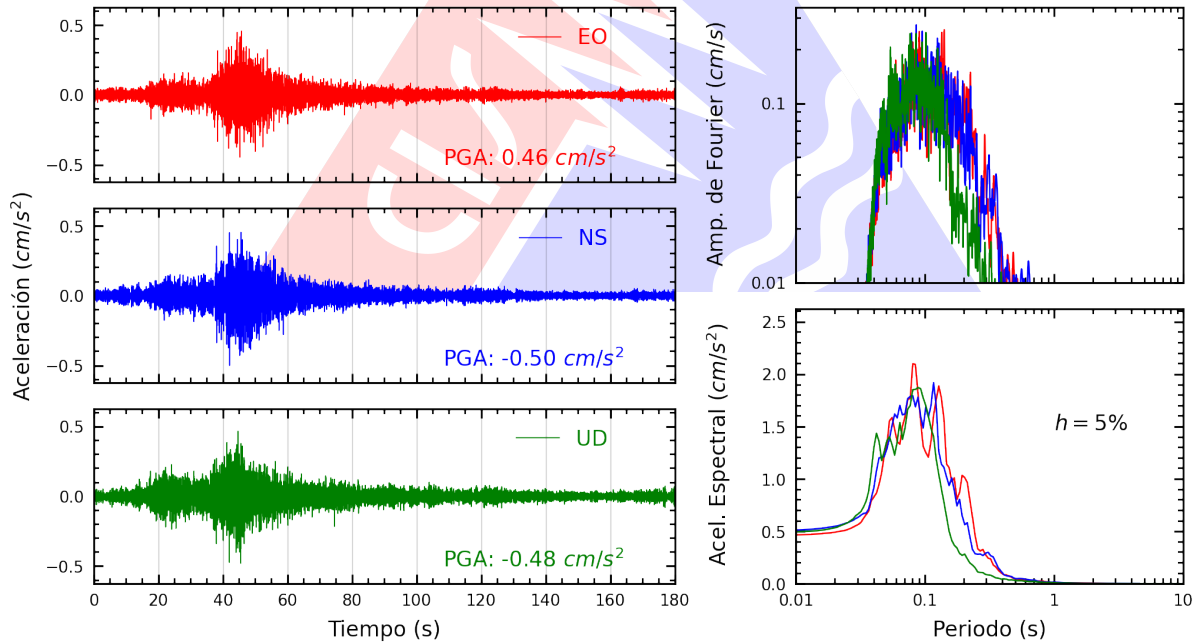 Aceleración (cm/s²)
0.5
0.0
−0.5
EO
PGA: 0.46 cm/s²
0.5
0.0
−0.5
NS
PGA: -0.50 cm/s²
0.5
0.0
−0.5
UD
PGA: -0.48 cm/s²
0 20 40 60 80 100 120 140 160 180
Tiempo (s)
Amp. de Fourier (cm/s)
0.1
0.01
Acel. Espectral (cm/s²)
2.5
2.0
1.5
1.0
0.5
0.0
h = 5%
0.01 0.1 1 10
Periodo (s)